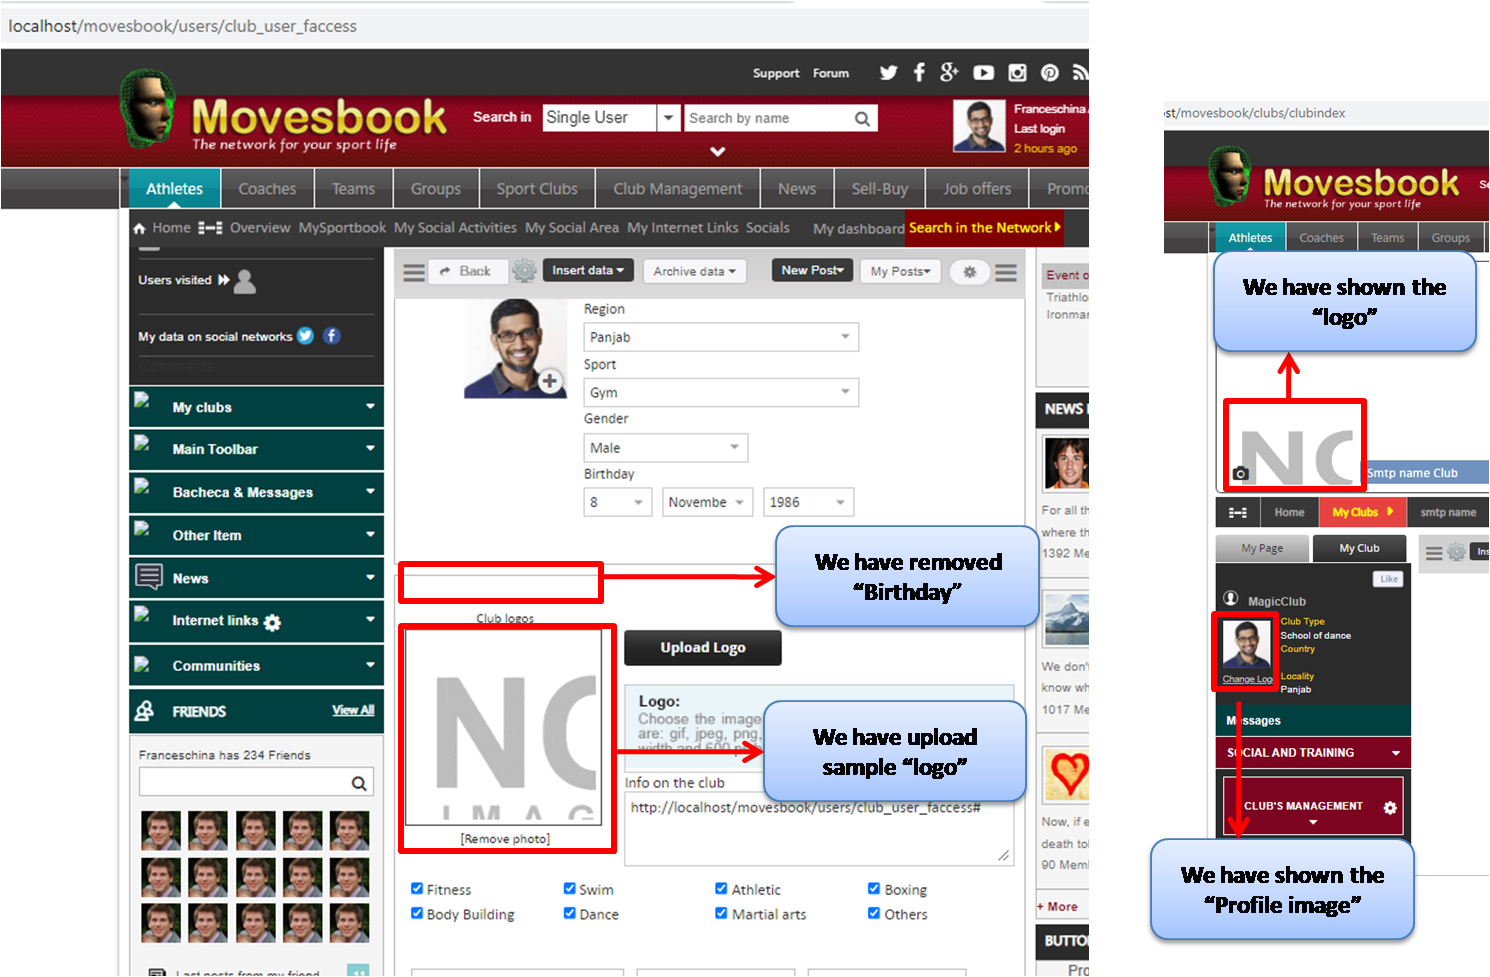 localhost/movesbook/users/club_user_faccess
Support Forum
Movesbook
The network for your sport life
Search in
Single User
Search by name
Franceschina
Last login
2 hours ago
Athletes Coaches Teams Groups Sport Clubs Club Management News Sell-Buy Job offers
Home Overview MySportbook My Social Activities My Social Area My Internet Links Socials My dashboard Search in the Network
Users visited
My data on social networks
Comments
My clubs
Main Toolbar
Bacheca & Messages
Other Item
News
Internet links
Communities
FRIENDS View All
Franceschina has 234 Friends
Last posts from my friend 11
Back Insert data Archive data New Post My Posts
Region
Panjab
Sport
Gym
Gender
Male
Birthday
8 Novembe 1986
We have removed
“Birthday”
Club logos
NO
IMAG
[Remove photo]
Upload Logo
Logo:
Choose the image
are: gif, jpeg, png,
width and 600
We have upload
sample “logo”
Info on the club
http://localhost/movesbook/users/club_user_faccess#
Fitness Swim Athletic Boxing
Body Building Dance Martial arts Others
Event o
Triathlo
Ironmar
NEWS
For all th
where th
1392 Me
We don't
know wh
1017 Me
Now, if e
death to
90 Memb
+ More
BUTTO
Pro
st/movesbook/clubs/clubindex
Movesbook
The network for your sport life
Athletes Coaches Teams Groups
We have shown the
“logo”
NO
Smtp name Club
Home My Clubs smtp name
My Page My Club
Ins
Like
MagicClub
Club Type
School of dance
Country
Change Log
Locality
Panjab
Messages
SOCIAL AND TRAINING
CLUB'S MANAGEMENT
We have shown the
“Profile image”